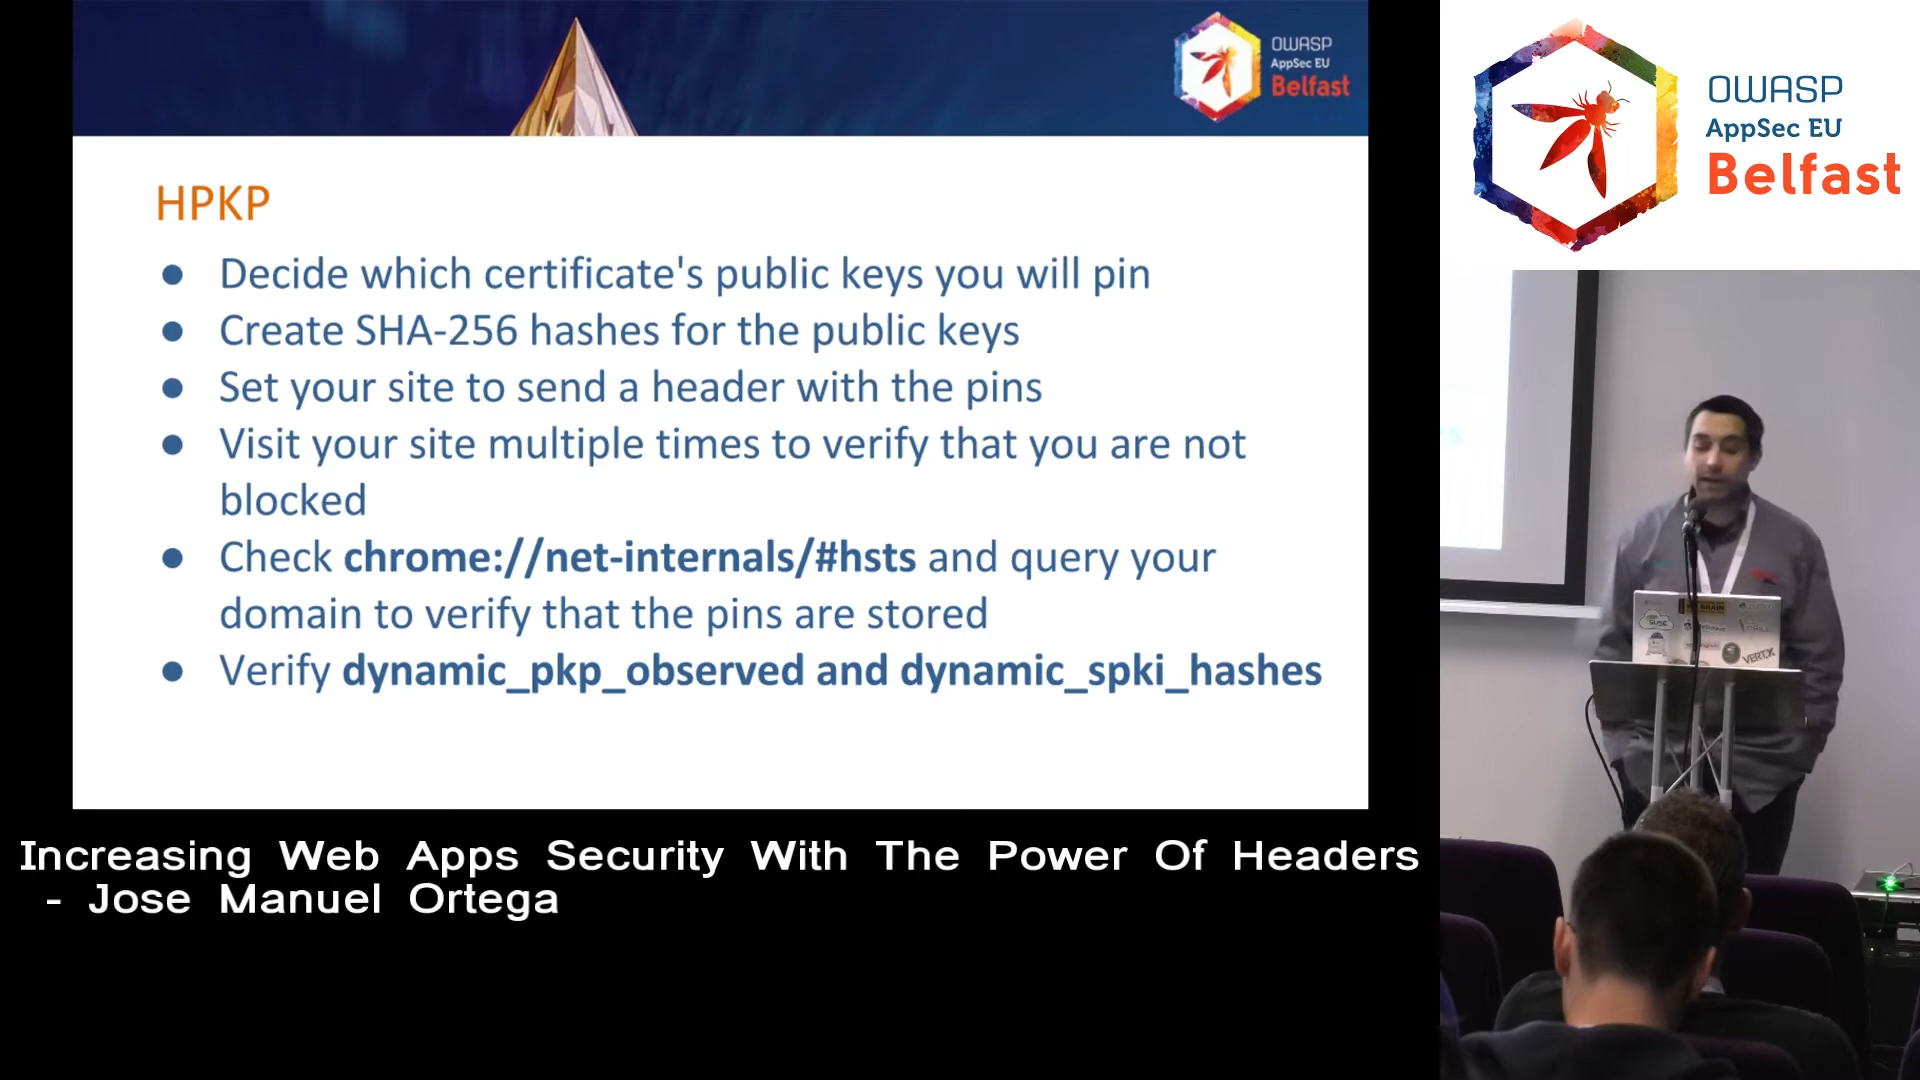 OWASP
AppSec EU
Belfast
HPKP
● Decide which certificate's public keys you will pin
● Create SHA-256 hashes for the public keys
● Set your site to send a header with the pins
● Visit your site multiple times to verify that you are not
blocked
● Check chrome://net-internals/#hsts and query your
domain to verify that the pins are stored
● Verify dynamic_pkp_observed and dynamic_spki_hashes
Increasing Web Apps Security With The Power Of Headers
- Jose Manuel Ortega
OWASP
AppSec EU
Belfast
VERT.X